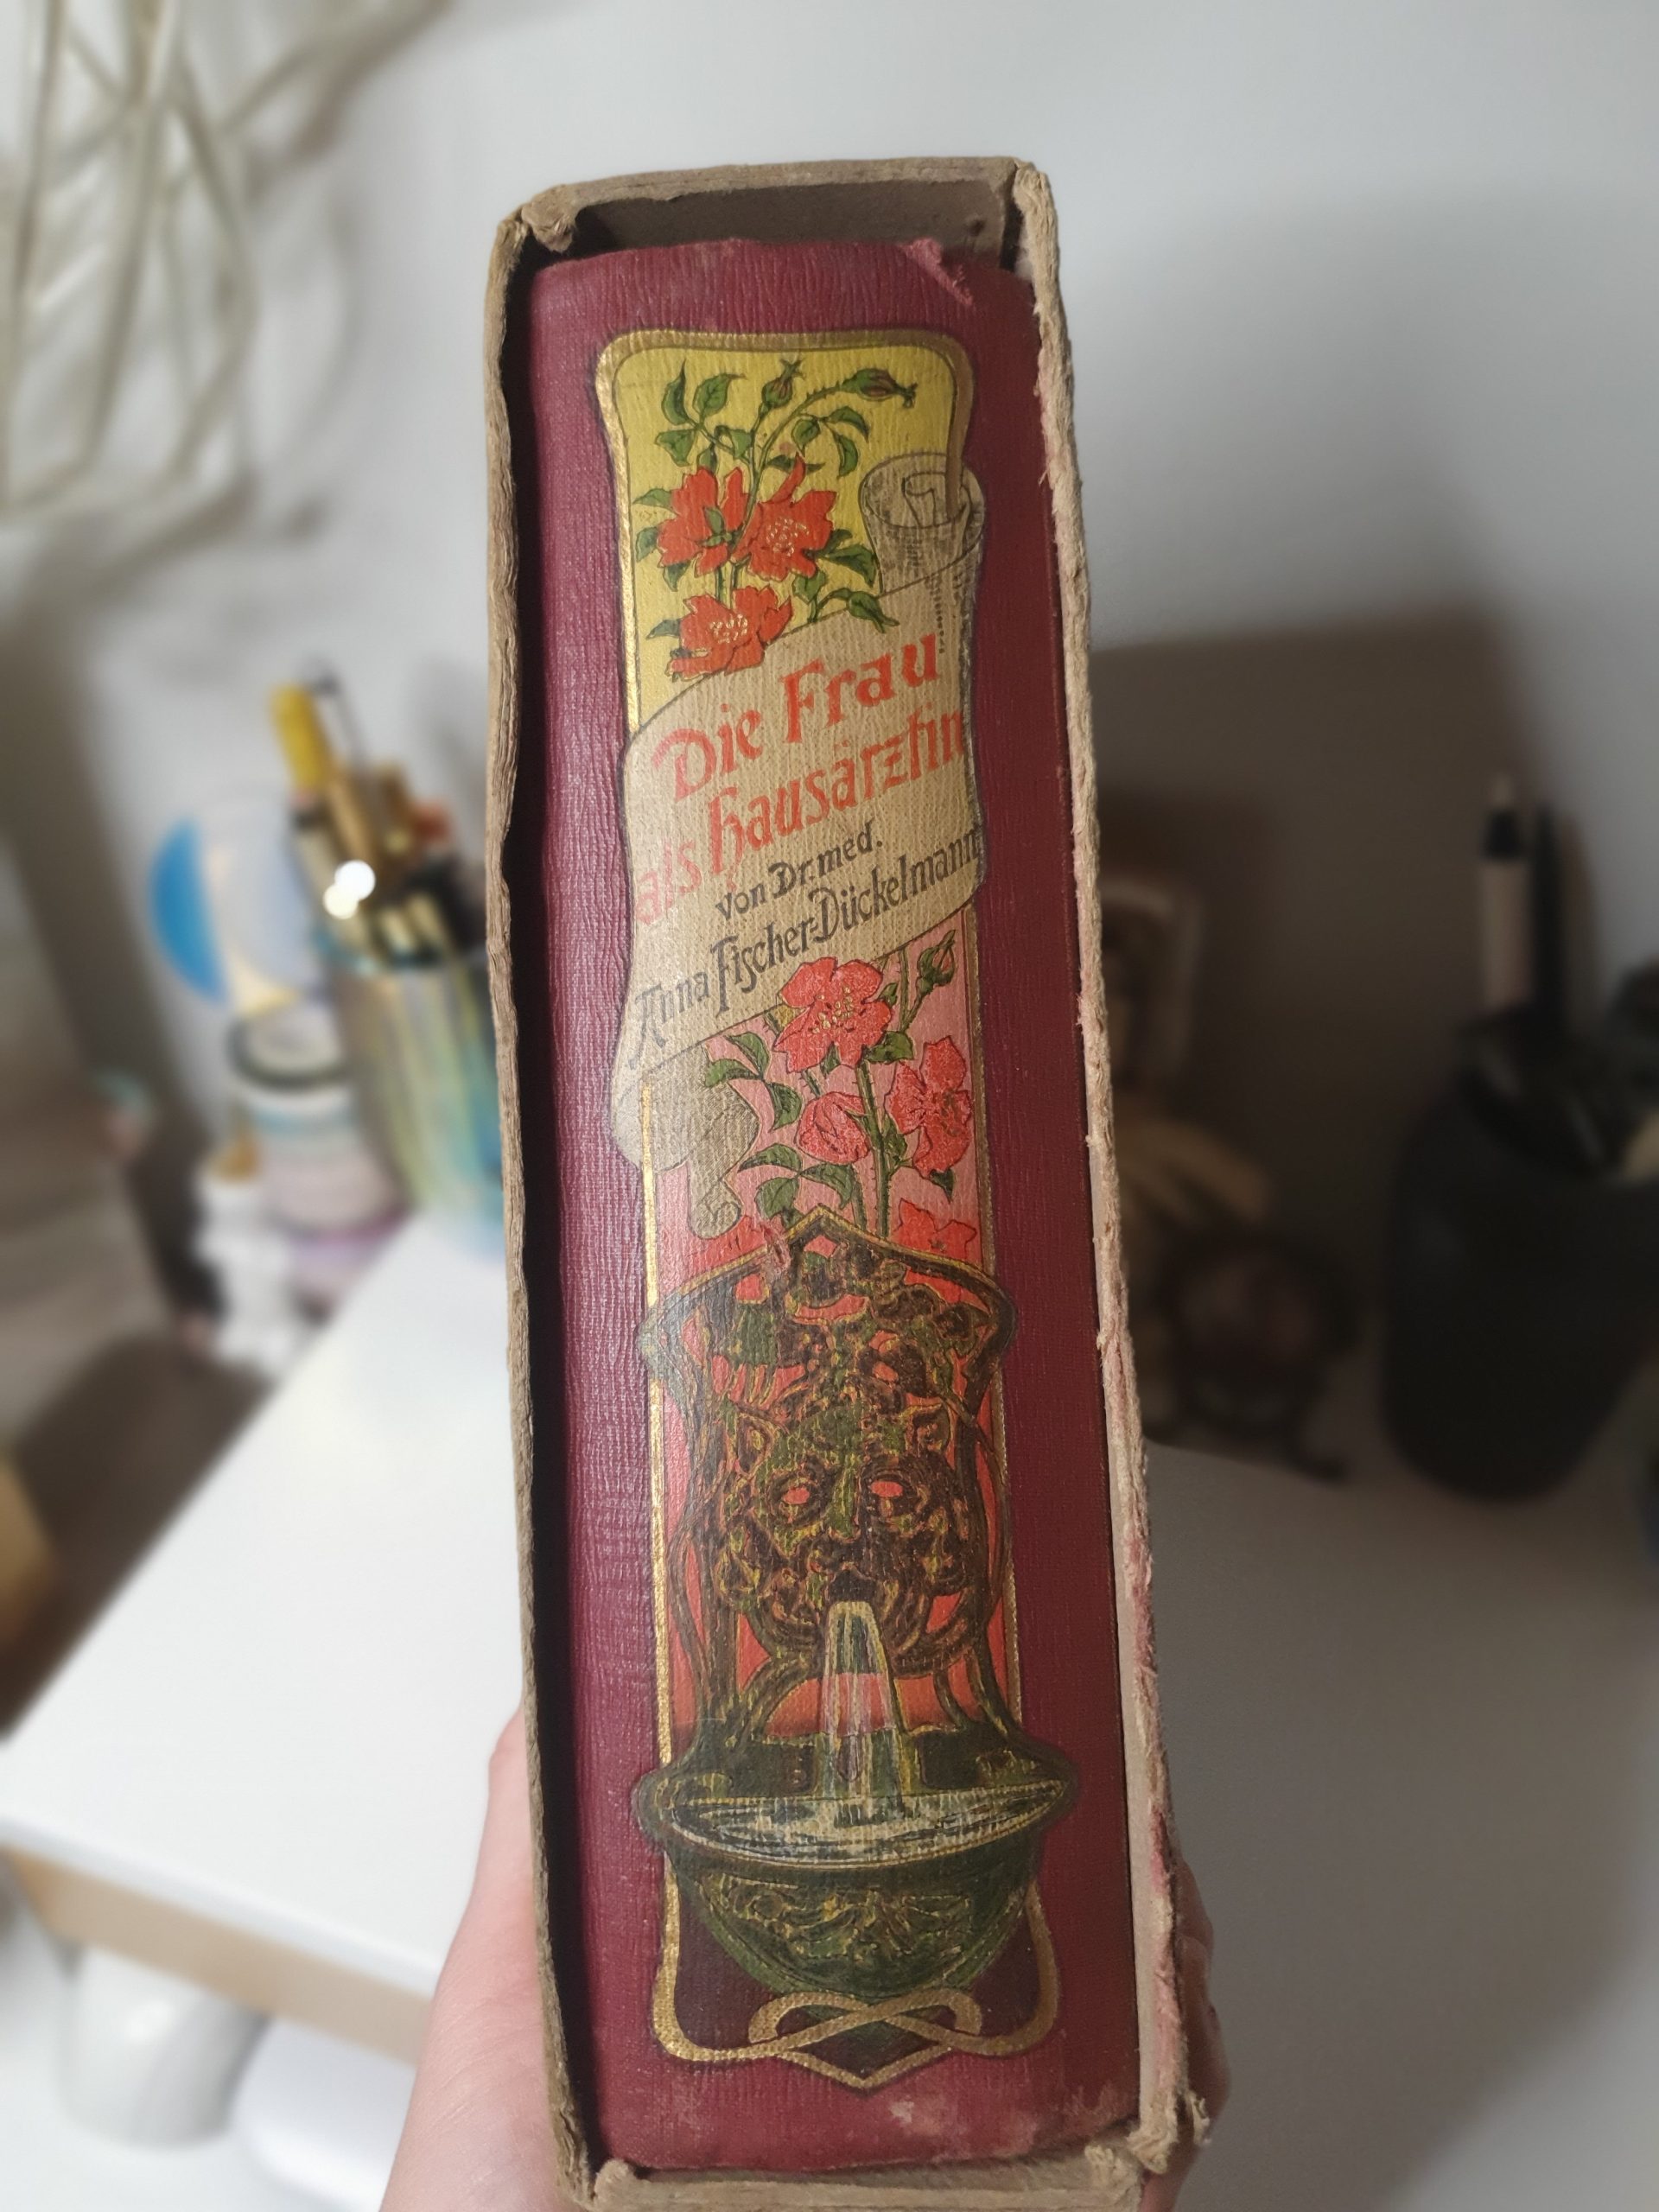 Die Frau
als Hausärztin
von Dr. med.
Anna Fischer-Dückelmann